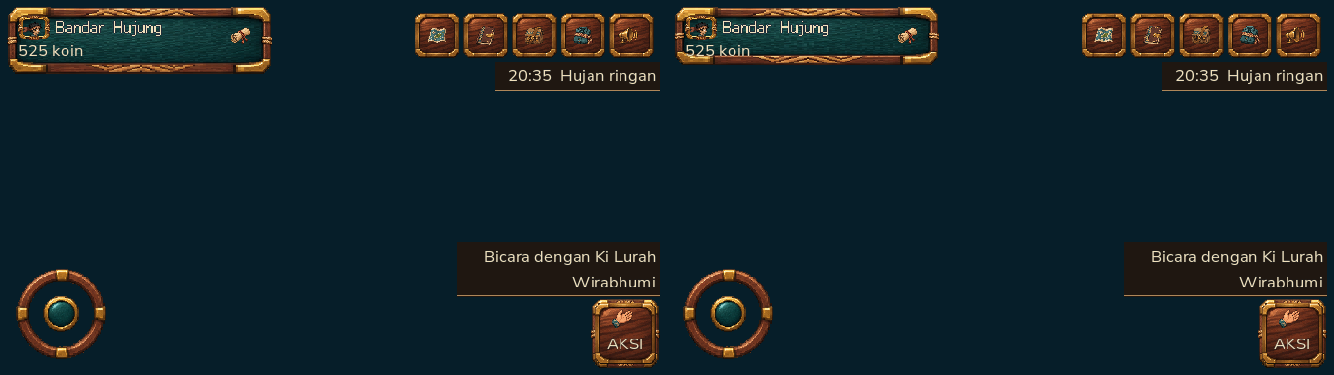 Bandar Hujung
525 koin
20:35 Hujan ringan
Bicara dengan Ki Lurah
Wirabhumi
AKSI
Bandar Hujung
525 koin
20:35 Hujan ringan
Bicara dengan Ki Lurah
Wirabhumi
AKSI